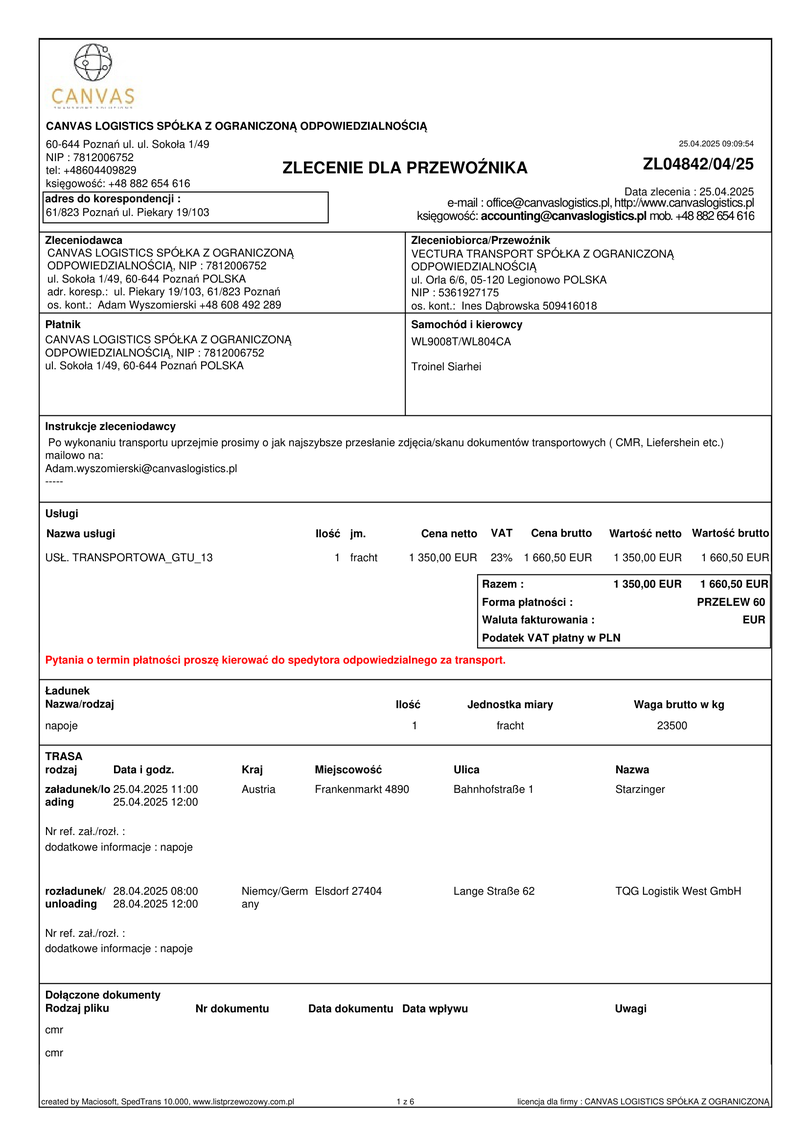 CANVAS
TRANSPORT SOLUTIONS
CANVAS LOGISTICS SPÓŁKA Z OGRANICZONĄ ODPOWIEDZIALNOŚCIĄ
60-644 Poznań ul. ul. Sokoła 1/49
NIP : 7812006752
tel: +48604409829
księgowość: +48 882 654 616
adres do korespondencji :
61/823 Poznań ul. Piekary 19/103
ZLECENIE DLA PRZEWOŹNIKA
25.04.2025 09:09:54
ZL04842/04/25
Data zlecenia : 25.04.2025
e-mail : office@canvaslogistics.pl, http://www.canvaslogistics.pl
księgowość: accounting@canvaslogistics.pl mob. +48 882 654 616
Zleceniodawca
CANVAS LOGISTICS SPÓŁKA Z OGRANICZONĄ
ODPOWIEDZIALNOŚCIĄ, NIP : 7812006752
ul. Sokoła 1/49, 60-644 Poznań POLSKA
adr. koresp.: ul. Piekary 19/103, 61/823 Poznań
os. kont.: Adam Wyszomierski +48 608 492 289
Zleceniobiorca/Przewoźnik
VECTURA TRANSPORT SPÓŁKA Z OGRANICZONĄ
ODPOWIEDZIALNOŚCIĄ
ul. Orla 6/6, 05-120 Legionowo POLSKA
NIP : 5361927175
os. kont.: Ines Dąbrowska 509416018
Płatnik
CANVAS LOGISTICS SPÓŁKA Z OGRANICZONĄ
ODPOWIEDZIALNOŚCIĄ, NIP : 7812006752
ul. Sokoła 1/49, 60-644 Poznań POLSKA
Samochód i kierowcy
WL9008T/WL804CA
Troinel Siarhei
Instrukcje zleceniodawcy
Po wykonaniu transportu uprzejmie prosimy o jak najszybsze przesłanie zdjęcia/skanu dokumentów transportowych ( CMR, Liefershein etc.)
mailowo na:
Adam.wyszomierski@canvaslogistics.pl
-----
Usługi
Nazwa usługi Ilość jm. Cena netto VAT Cena brutto Wartość netto Wartość brutto
USŁ. TRANSPORTOWA_GTU_13 1 fracht 1 350,00 EUR 23% 1 660,50 EUR 1 350,00 EUR 1 660,50 EUR
Razem : 1 350,00 EUR 1 660,50 EUR
Forma płatności : PRZELEW 60
Waluta fakturowania : EUR
Podatek VAT płatny w PLN
Pytania o termin płatności proszę kierować do spedytora odpowiedzialnego za transport.
Ładunek
Nazwa/rodzaj Ilość Jednostka miary Waga brutto w kg
napoje 1 fracht 23500
TRASA
rodzaj Data i godz. Kraj Miejscowość Ulica Nazwa
załadunek/lo 25.04.2025 11:00 Austria Frankenmarkt 4890 Bahnhofstraße 1 Starzinger
ading 25.04.2025 12:00
Nr ref. zał./rozł. :
dodatkowe informacje : napoje
rozładunek/ 28.04.2025 08:00 Niemcy/Germ Elsdorf 27404 Lange Straße 62 TQG Logistik West GmbH
unloading 28.04.2025 12:00 any
Nr ref. zał./rozł. :
dodatkowe informacje : napoje
Dołączone dokumenty
Rodzaj pliku Nr dokumentu Data dokumentu Data wpływu Uwagi
cmr
cmr
created by Maciosoft, SpedTrans 10.000, www.listprzewozowy.com.pl 1 z 6 licencja dla firmy : CANVAS LOGISTICS SPÓŁKA Z OGRANICZONĄ